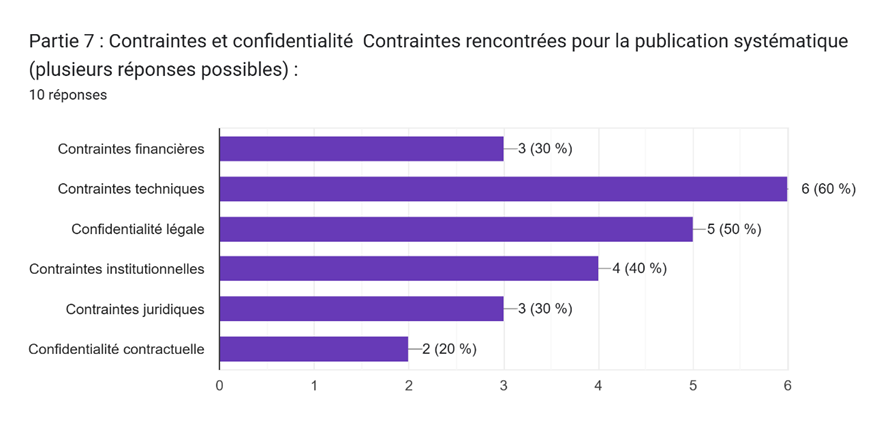 Partie 7 : Contraintes et confidentialité  Contraintes rencontrées pour la publication systématique
(plusieurs réponses possibles) :
10 réponses
Contraintes financières 3 (30 %)
Contraintes techniques 6 (60 %)
Confidentialité légale 5 (50 %)
Contraintes institutionnelles 4 (40 %)
Contraintes juridiques 3 (30 %)
Confidentialité contractuelle 2 (20 %)
0 1 2 3 4 5 6